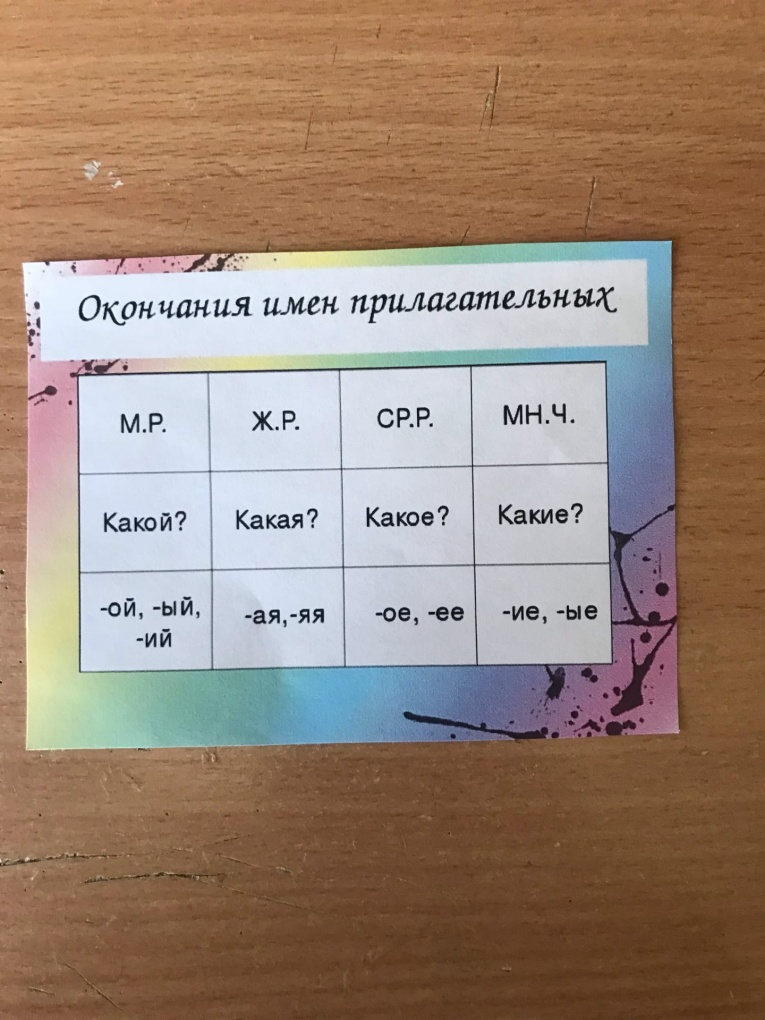 Окончания имен прилагательных
М.Р. Ж.Р. СР.Р. МН.Ч.
Какой? Какая? Какое? Какие?
-ой, -ый, -ая,-яя -ое, -ее -ие, -ые
-ий